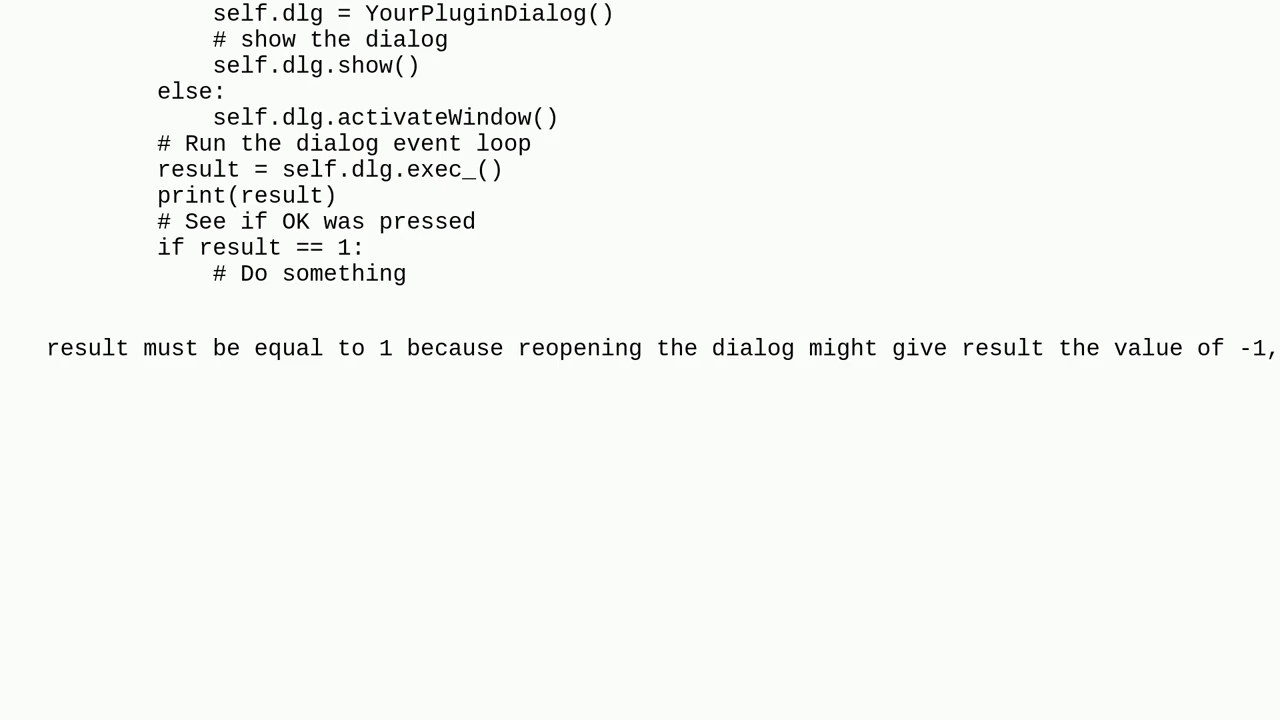 self.dlg = YourPluginDialog()
# show the dialog
self.dlg.show()
else:
self.dlg.activateWindow()
# Run the dialog event loop
result = self.dlg.exec_()
print(result)
# See if OK was pressed
if result == 1:
# Do something
result must be equal to 1 because reopening the dialog might give result the value of -1,